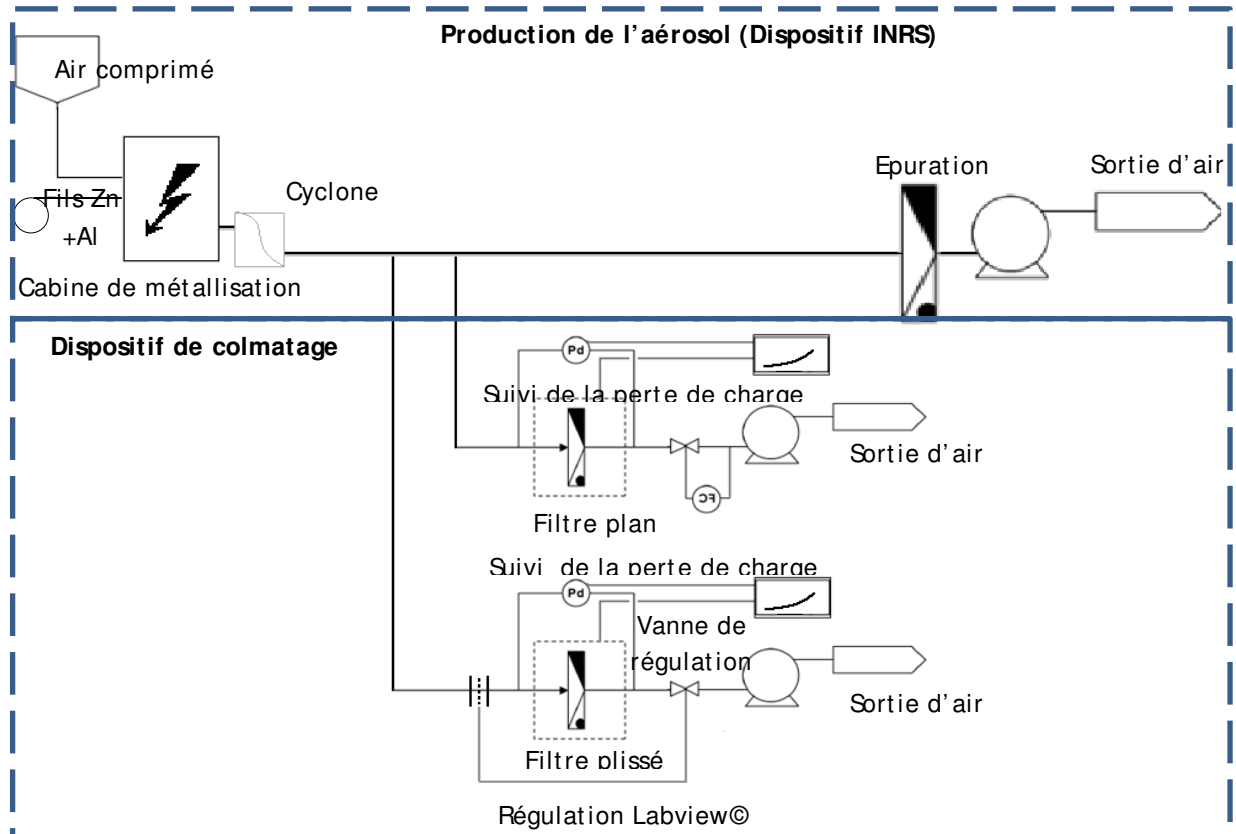 Production de l'aérosol (Dispositif INRS)
Air comprimé
Epuration
Sortie d'air
Fils Zn
+Al
Cyclone
Cabine de métallisation
Dispositif de colmatage
Pd
Suivi de la perte de charge
Sortie d'air
FC
Filtre plan
Suivi de la perte de charge
Pd
Vanne de
régulation
Sortie d'air
Filtre plissé
Régulation Labview©